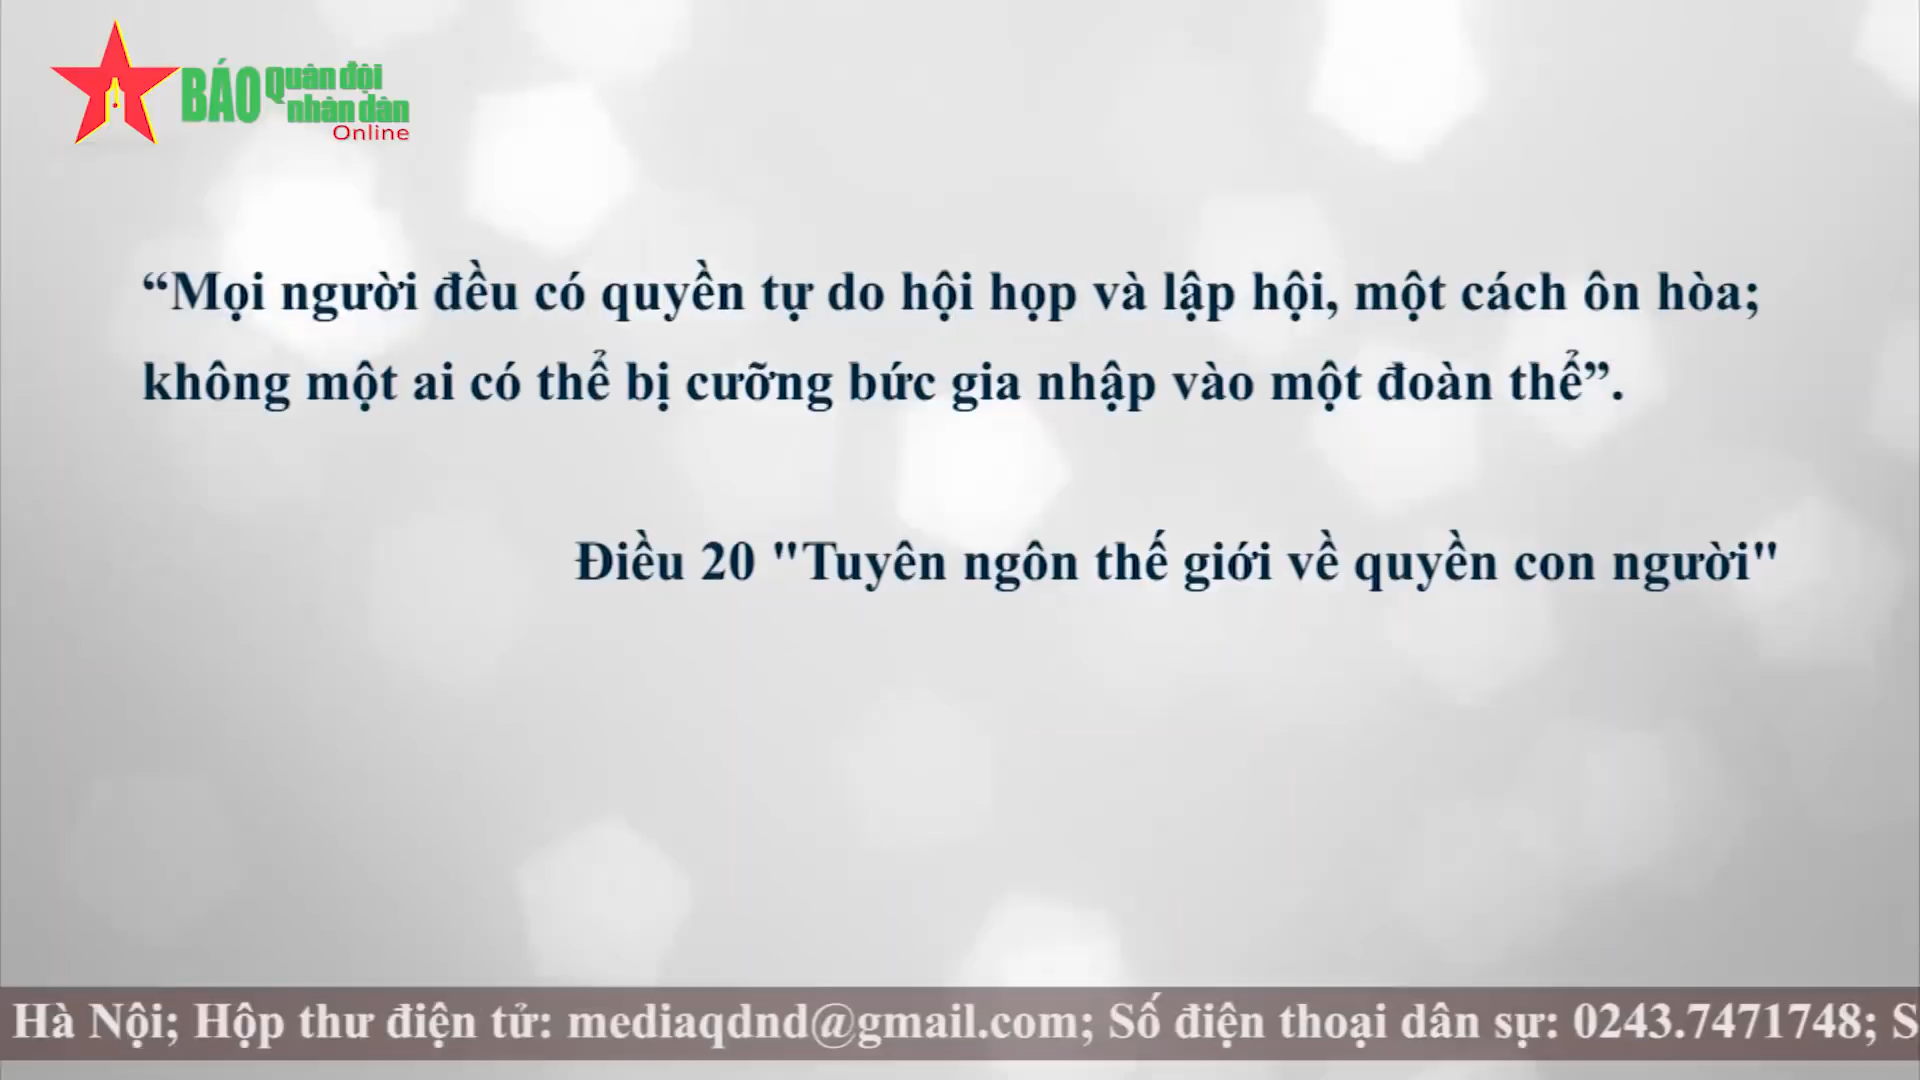 BÁO Quân đội
nhân dân
Online
“Mọi người đều có quyền tự do hội họp và lập hội, một cách ôn hòa;
không một ai có thể bị cưỡng bức gia nhập vào một đoàn thể”.
Điều 20 "Tuyên ngôn thế giới về quyền con người"
Hà Nội; Hộp thư điện tử: mediaqdnd@gmail.com; Số điện thoại dân sự: 0243.7471748; S